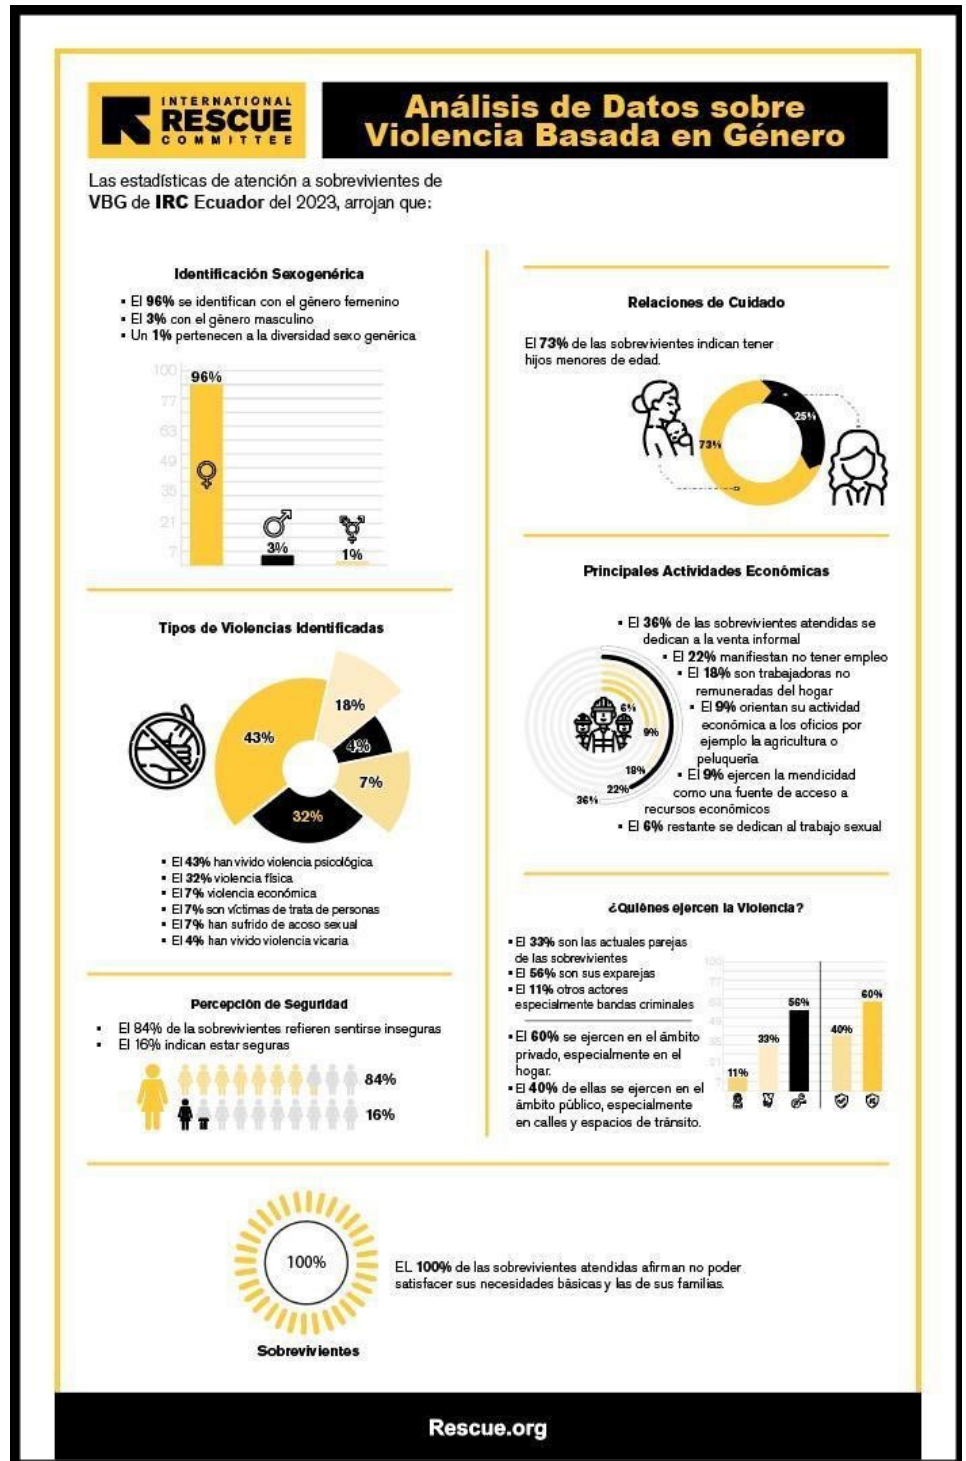 INTERNATIONAL
RESCUE
COMMITTEE
Análisis de Datos sobre
Violencia Basada en Género
Las estadísticas de atención a sobrevivientes de
VBG de IRC Ecuador del 2023, arrojan que:
Identificación Sexogenérica
▪ El 96% se identifican con el género femenino
▪ El 3% con el género masculino
▪ Un 1% pertenecen a la diversidad sexo genérica
100
77
63
49
35
21
7
96%
3%
1%
Tipos de Violencias Identificadas
43%
18%
4%
7%
32%
▪ El 43% han vivido violencia psicológica
▪ El 32% violencia física
▪ El 7% violencia económica
▪ El 7% son víctimas de trata de personas
▪ El 7% han sufrido de acoso sexual
▪ El 4% han vivido violencia vicaria
Percepción de Seguridad
▪ El 84% de la sobrevivientes refieren sentirse inseguras
▪ El 16% indican estar seguras
84%
16%
Relaciones de Cuidado
El 73% de las sobrevivientes indican tener
hijos menores de edad.
25%
73%
Principales Actividades Económicas
▪ El 36% de las sobrevivientes atendidas se
dedican a la venta informal
▪ El 22% manifiestan no tener empleo
▪ El 18% son trabajadoras no
remuneradas del hogar
▪ El 9% orientan su actividad
económica a los oficios por
ejemplo la agricultura o
peluquería
▪ El 9% ejercen la mendicidad
como una fuente de acceso a
recursos económicos
▪ El 6% restante se dedican al trabajo sexual
6%
9%
18%
22%
36%
¿Quiénes ejercen la Violencia?
▪ El 33% son las actuales parejas
de las sobrevivientes
▪ El 56% son sus exparejas
▪ El 11% otros actores
especialmente bandas criminales
▪ El 60% se ejercen en el ámbito
privado, especialmente en el
hogar.
▪ El 40% de ellas se ejercen en el
ámbito público, especialmente
en calles y espacios de tránsito.
100
77
63
49
35
21
7
11%
33%
56%
40%
60%
100%
Sobrevivientes
EL 100% de las sobrevivientes atendidas afirman no poder
satisfacer sus necesidades básicas y las de sus familias.
Rescue.org